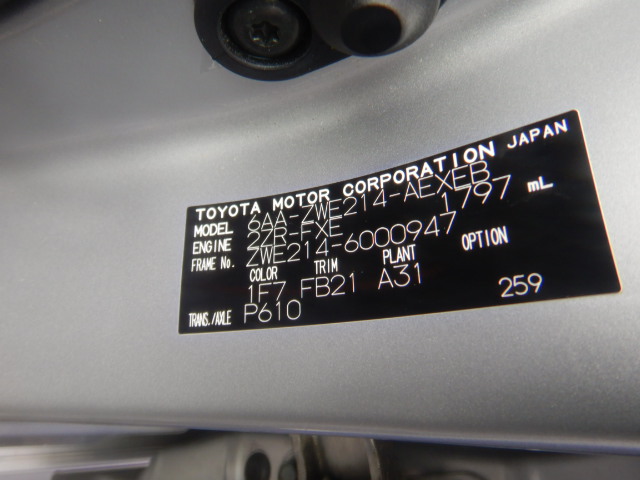 TOYOTA MOTOR CORPORATION JAPAN
MODEL 6AA-ZWE214-AEXEB
ENGINE 2ZR-FXE 1797 mL
FRAME No. ZWE214-6000947
COLOR TRIM PLANT OPTION
1F7 FB21 A31
TRANS./AXLE P610 259